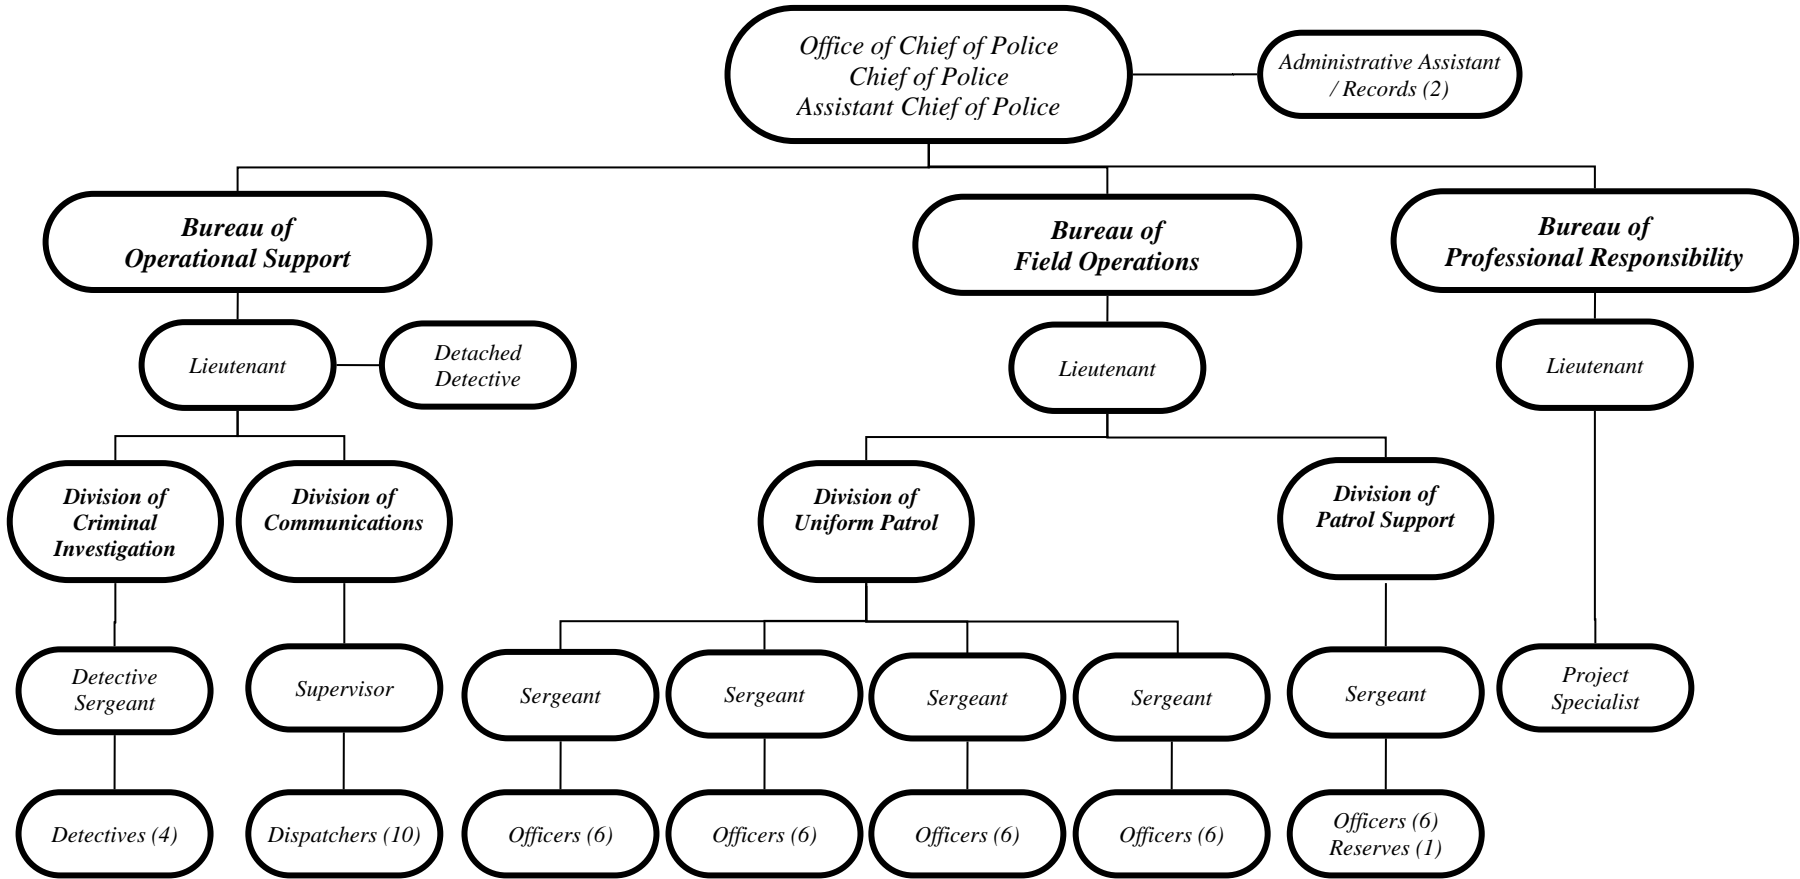 Office of Chief of Police
Chief of Police
Assistant Chief of Police
Administrative Assistant
/ Records (2)
Bureau of
Operational Support
Bureau of
Field Operations
Bureau of
Professional Responsibility
Lieutenant
Detached
Detective
Lieutenant
Lieutenant
Division of
Criminal
Investigation
Division of
Communications
Division of
Uniform Patrol
Division of
Patrol Support
Detective
Sergeant
Supervisor
Sergeant
Sergeant
Sergeant
Sergeant
Sergeant
Project
Specialist
Detectives (4)
Dispatchers (10)
Officers (6)
Officers (6)
Officers (6)
Officers (6)
Officers (6)
Reserves (1)